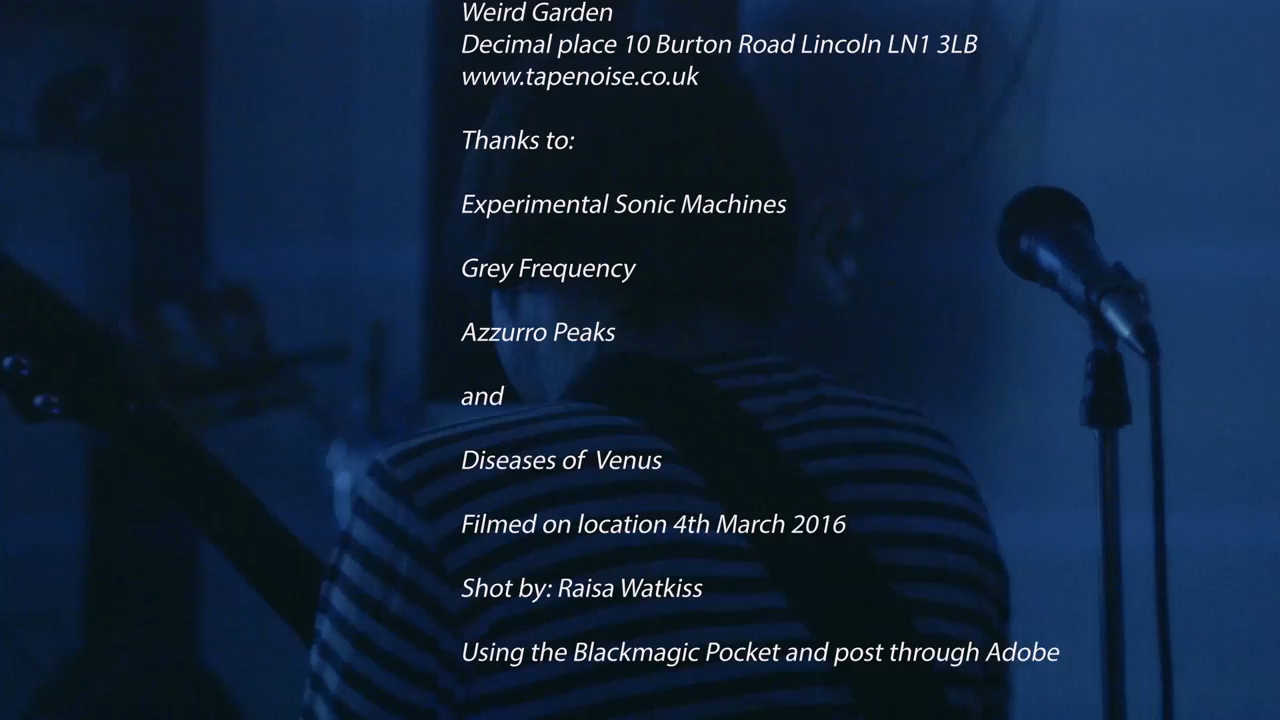 Weird Garden
Decimal place 10 Burton Road Lincoln LN1 3LB
www.tapenoise.co.uk
Thanks to:
Experimental Sonic Machines
Grey Frequency
Azzurro Peaks
and
Diseases of Venus
Filmed on location 4th March 2016
Shot by: Raisa Watkiss
Using the Blackmagic Pocket and post through Adobe